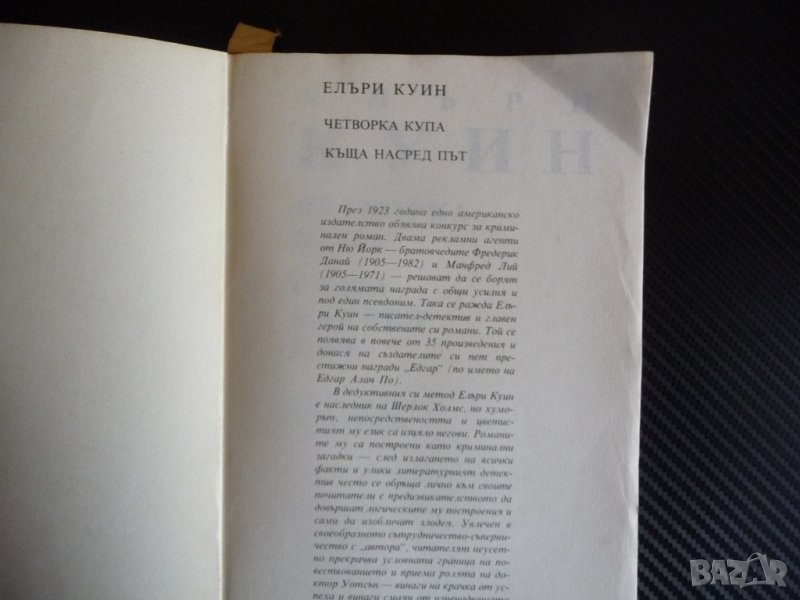 ЕЛЪРИ КУИН
ЧЕТВОРКА КУПА
КЪЩА НАСРЕД ПЪТ
През 1923 година едно американско
издателство обявява конкурс за крими-
нален роман. Двама рекламни агенти
от Ню Йорк — братовчедите Фредерик
Данай (1905—1982) и Манфред Лий
(1905—1971) — решават да се борят
за голямата награда с общи усилия и
под един псевдоним. Така се ражда Елъ-
ри Куин — писател-детектив и главен
герой на собствените си романи. Той се
появява в повече от 35 произведения и
донася на създателите си пет пре-
стижни награди „Едгар“ (по името на
Едгар Алан По).
В дедуктивния си метод Елъри Куин
е наследник на Шерлок Холмс, но хумо-
рът, непосредствеността и цветис-
тият му език са изцяло негови. Романи-
те му са построени като криминални
загадки — след излагането на всички
факти и улики литературният детек-
тив често се обръща лично към своите
почитатели с предизвикателството да
довършат логическите му построения и
сами да изобличат злодея. Увлечен в
своеобразното сътрудничество-съперни-
чество с „автора“, читателят неусет-
но прекрачва условната граница на по-
вествованието и приема ролята на до-
ктор Уотсън — винаги на крачка от ус-
пеха и винаги смаян от
BAZAR